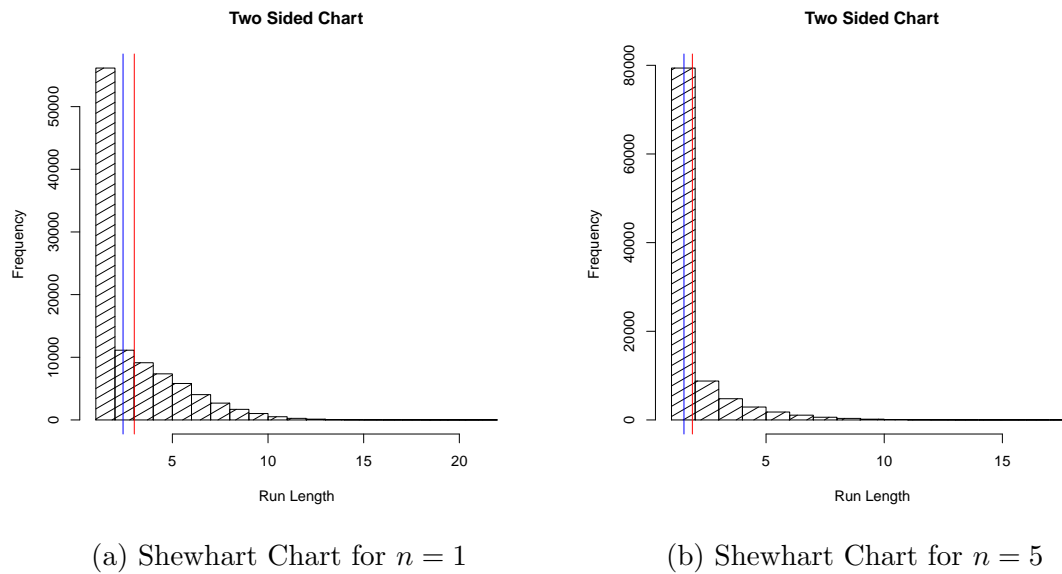 Two Sided Chart
Frequency
50000
40000
30000
20000
10000
0
5
10
15
20
Run Length
(a) Shewhart Chart for n = 1
Two Sided Chart
Frequency
80000
60000
40000
20000
0
5
10
15
Run Length
(b) Shewhart Chart for n = 5